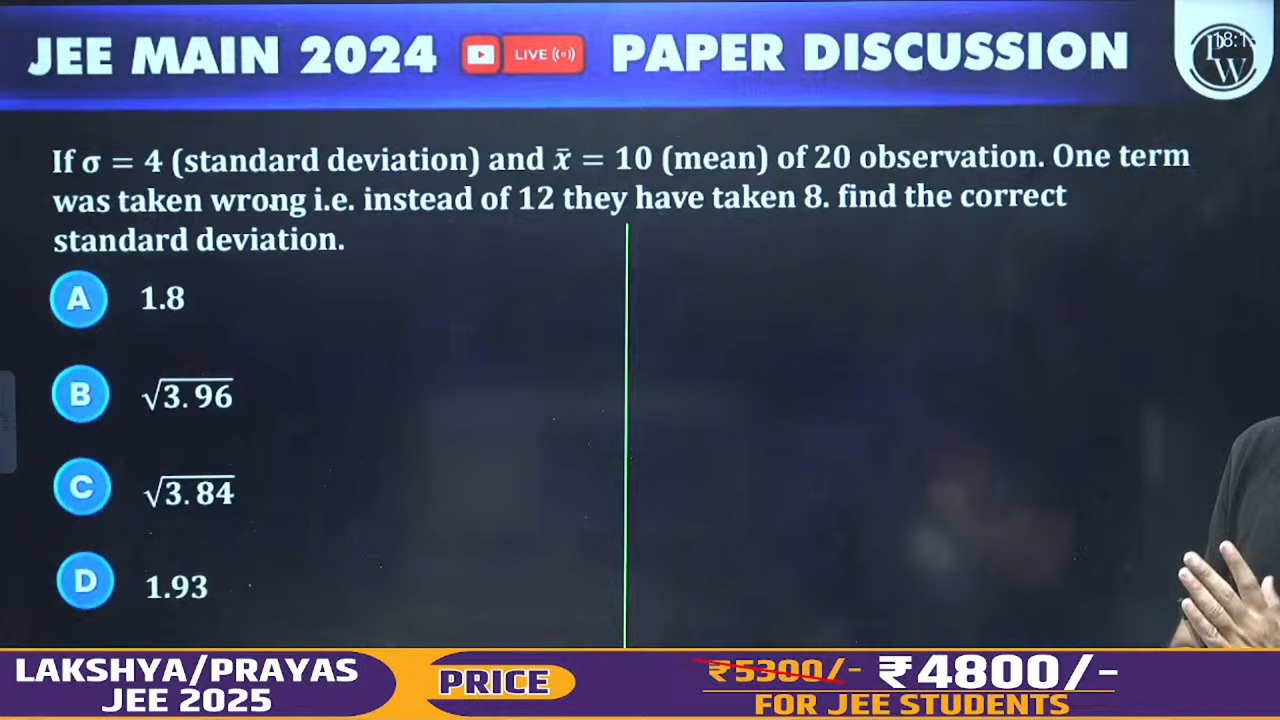 JEE MAIN 2024 LIVE PAPER DISCUSSION
If σ = 4 (standard deviation) and x̄ = 10 (mean) of 20 observation. One term
was taken wrong i.e. instead of 12 they have taken 8. find the correct
standard deviation.
A 1.8
B √3.96
C √3.84
D 1.93
LAKSHYA/PRAYAS
JEE 2025
PRICE
₹5300/- ₹4800/-
FOR JEE STUDENTS